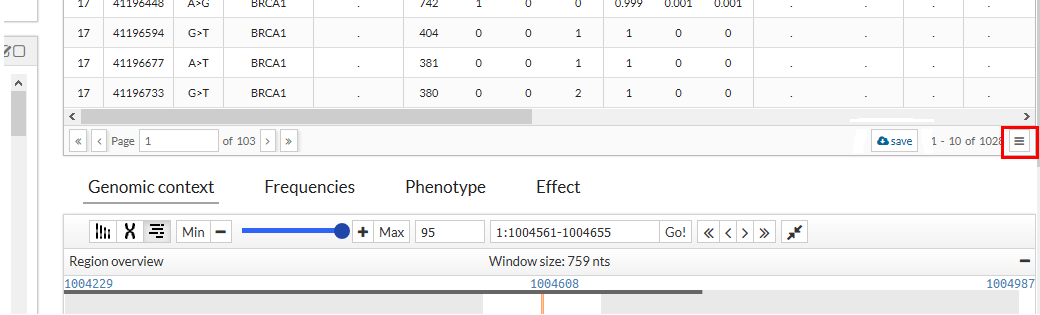 17 41196448 A>G BRCA1 . 742 1 0 0 0.999 0.001 0.001 . . . . .
17 41196594 G>T BRCA1 . 404 0 0 1 1 0 0 . . . . .
17 41196677 A>T BRCA1 . 381 0 0 1 1 0 0 . . . . .
17 41196733 G>T BRCA1 . 380 0 0 2 1 0 0 . . . . .
« ‹ Page 1 of 103 › » save 1 - 10 of 1028
Genomic context Frequencies Phenotype Effect
Min Max 95 1:1004561-1004655 Go!
Region overview Window size: 759 nts
1004229 1004608 1004987